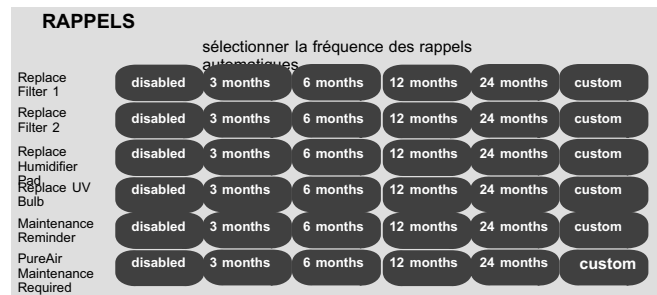 RAPPELS
sélectionner la fréquence des rappels
automatiques
Replace
Filter 1
disabled 3 months 6 months 12 months 24 months custom
Replace
Filter 2
disabled 3 months 6 months 12 months 24 months custom
Replace
Humidifier
Pad
disabled 3 months 6 months 12 months 24 months custom
Replace UV
Bulb
disabled 3 months 6 months 12 months 24 months custom
Maintenance
Reminder
disabled 3 months 6 months 12 months 24 months custom
PureAir
Maintenance
Required
disabled 3 months 6 months 12 months 24 months custom